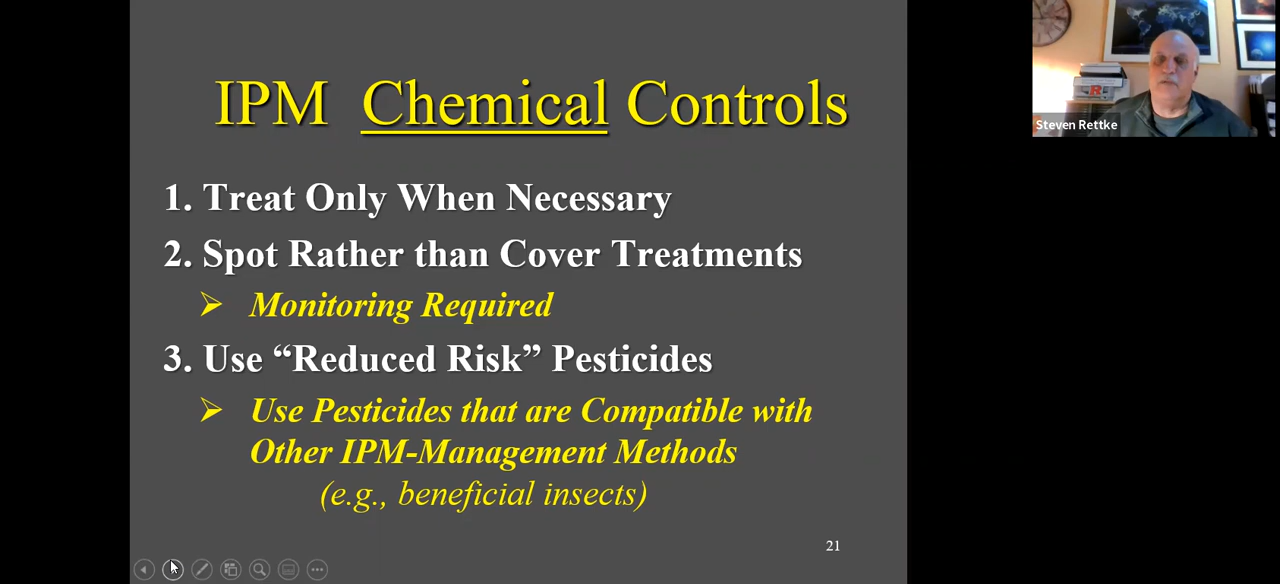 IPM Chemical Controls
1. Treat Only When Necessary
2. Spot Rather than Cover Treatments
➢ Monitoring Required
3. Use “Reduced Risk” Pesticides
➢ Use Pesticides that are Compatible with
Other IPM-Management Methods
(e.g., beneficial insects)
21
R
Steven Rettke